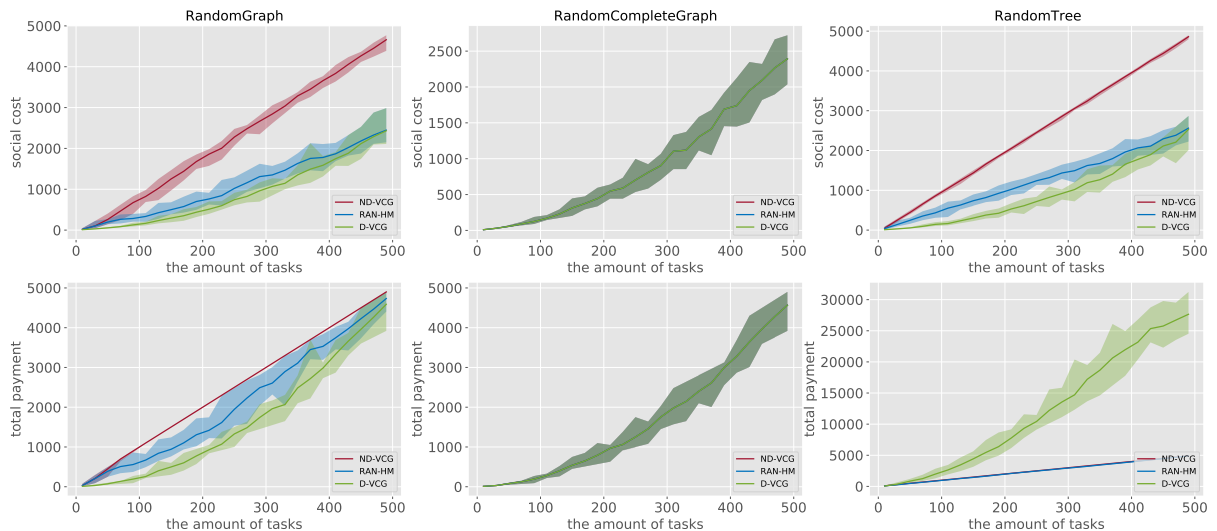 RandomGraph
RandomCompleteGraph
RandomTree
5000
4000
3000
2000
1000
0
social cost
0 100 200 300 400 500
the amount of tasks
ND-VCG
RAN-HM
D-VCG
2500
2000
1500
1000
500
0
social cost
0 100 200 300 400 500
the amount of tasks
ND-VCG
RAN-HM
D-VCG
5000
4000
3000
2000
1000
0
social cost
0 100 200 300 400 500
the amount of tasks
ND-VCG
RAN-HM
D-VCG
5000
4000
3000
2000
1000
0
total payment
0 100 200 300 400 500
the amount of tasks
ND-VCG
RAN-HM
D-VCG
5000
4000
3000
2000
1000
0
total payment
0 100 200 300 400 500
the amount of tasks
ND-VCG
RAN-HM
D-VCG
30000
25000
20000
15000
10000
5000
0
total payment
0 100 200 300 400 500
the amount of tasks
ND-VCG
RAN-HM
D-VCG